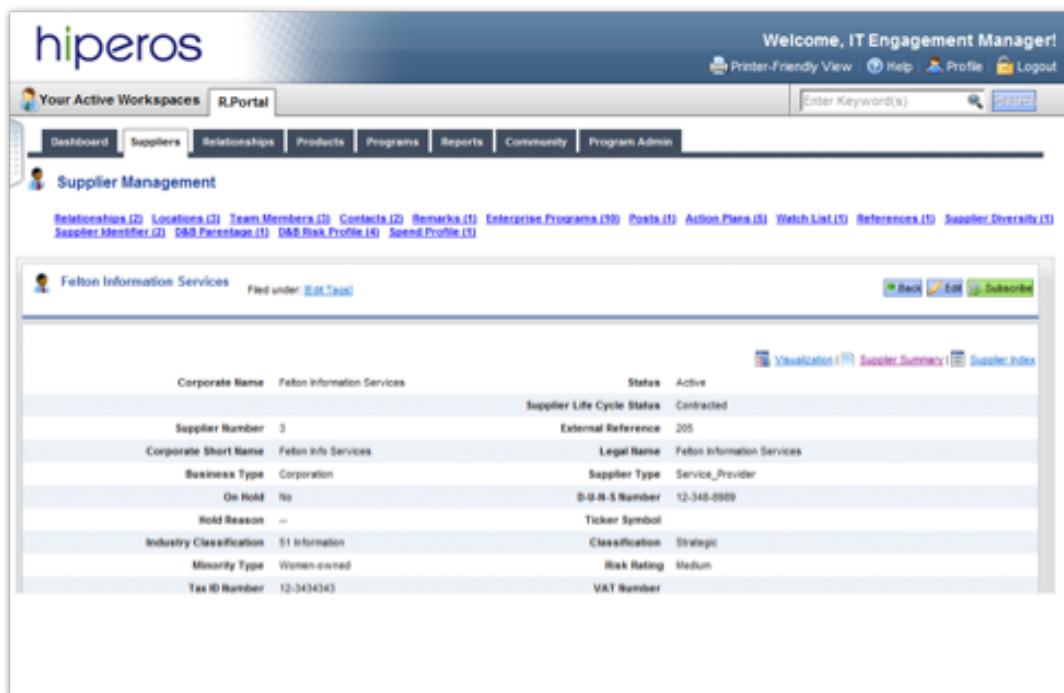 hiperos
Welcome, IT Engagement Manager!
Printer-Friendly View Help Profile Logout
Your Active Workspaces R.Portal Enter Keyword(s) Search
Dashboard Suppliers Relationships Products Programs Reports Community Program Admin
Supplier Management
Relationships (2) Locations (3) Team Members (3) Contacts (2) Remarks (1) Enterprise Programs (10) Posts (1) Action Plans (5) Watch List (1) References (1) Supplier Diversity (1)
Supplier Identifier (2) D&B Parentage (1) D&B Risk Profile (4) Spend Profile (1)
Felton Information Services Filed under: [Edit Tags] Back Edit Subscribe
Visualization | Supplier Summary | Supplier Index
Corporate Name Felton Information Services Status Active
Supplier Life Cycle Status Contracted
Supplier Number 3 External Reference 205
Corporate Short Name Felton Info Services Legal Name Felton Information Services
Business Type Corporation Supplier Type Service_Provider
On Hold No D-U-N-S Number 12-348-8989
Hold Reason -- Ticker Symbol
Industry Classification 51 Information Classification Strategic
Minority Type Women-owned Risk Rating Medium
Tax ID Number 12-3434343 VAT Number